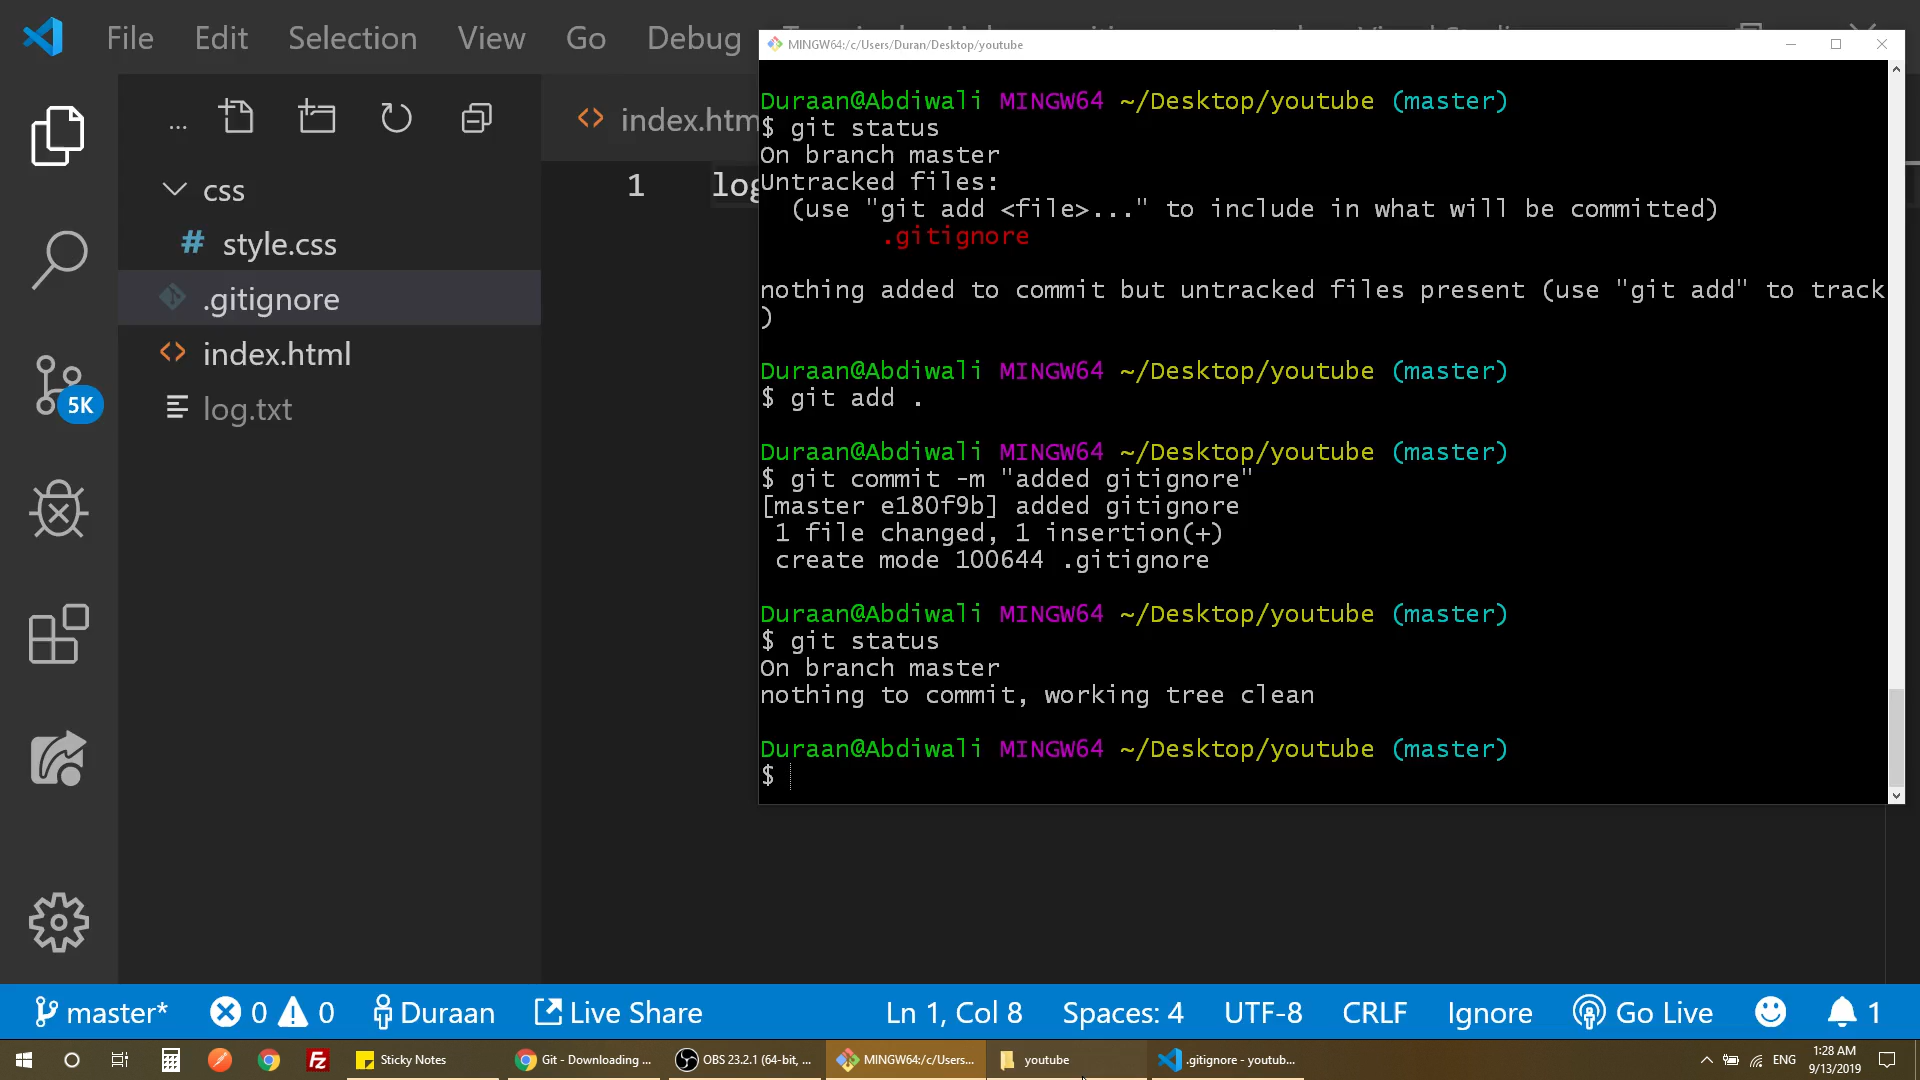 File Edit Selection View Go Debug
MINGW64:/c/Users/Duran/Desktop/youtube
...
index.htm
1 log
css
style.css
.gitignore
index.html
log.txt
5K
Duraan@Abdiwali MINGW64 ~/Desktop/youtube (master)
$ git status
On branch master
Untracked files:
(use "git add <file>..." to include in what will be committed)
.gitignore
nothing added to commit but untracked files present (use "git add" to track
)
Duraan@Abdiwali MINGW64 ~/Desktop/youtube (master)
$ git add .
Duraan@Abdiwali MINGW64 ~/Desktop/youtube (master)
$ git commit -m "added gitignore"
[master e180f9b] added gitignore
1 file changed, 1 insertion(+)
create mode 100644 .gitignore
Duraan@Abdiwali MINGW64 ~/Desktop/youtube (master)
$ git status
On branch master
nothing to commit, working tree clean
Duraan@Abdiwali MINGW64 ~/Desktop/youtube (master)
$
master* 0 0 Duraan Live Share Ln 1, Col 8 Spaces: 4 UTF-8 CRLF Ignore Go Live 1
Sticky Notes Git - Downloading ... OBS 23.2.1 (64-bit, ... MINGW64:/c/Users... youtube .gitignore - youtub... ENG 1:28 AM
9/13/2019